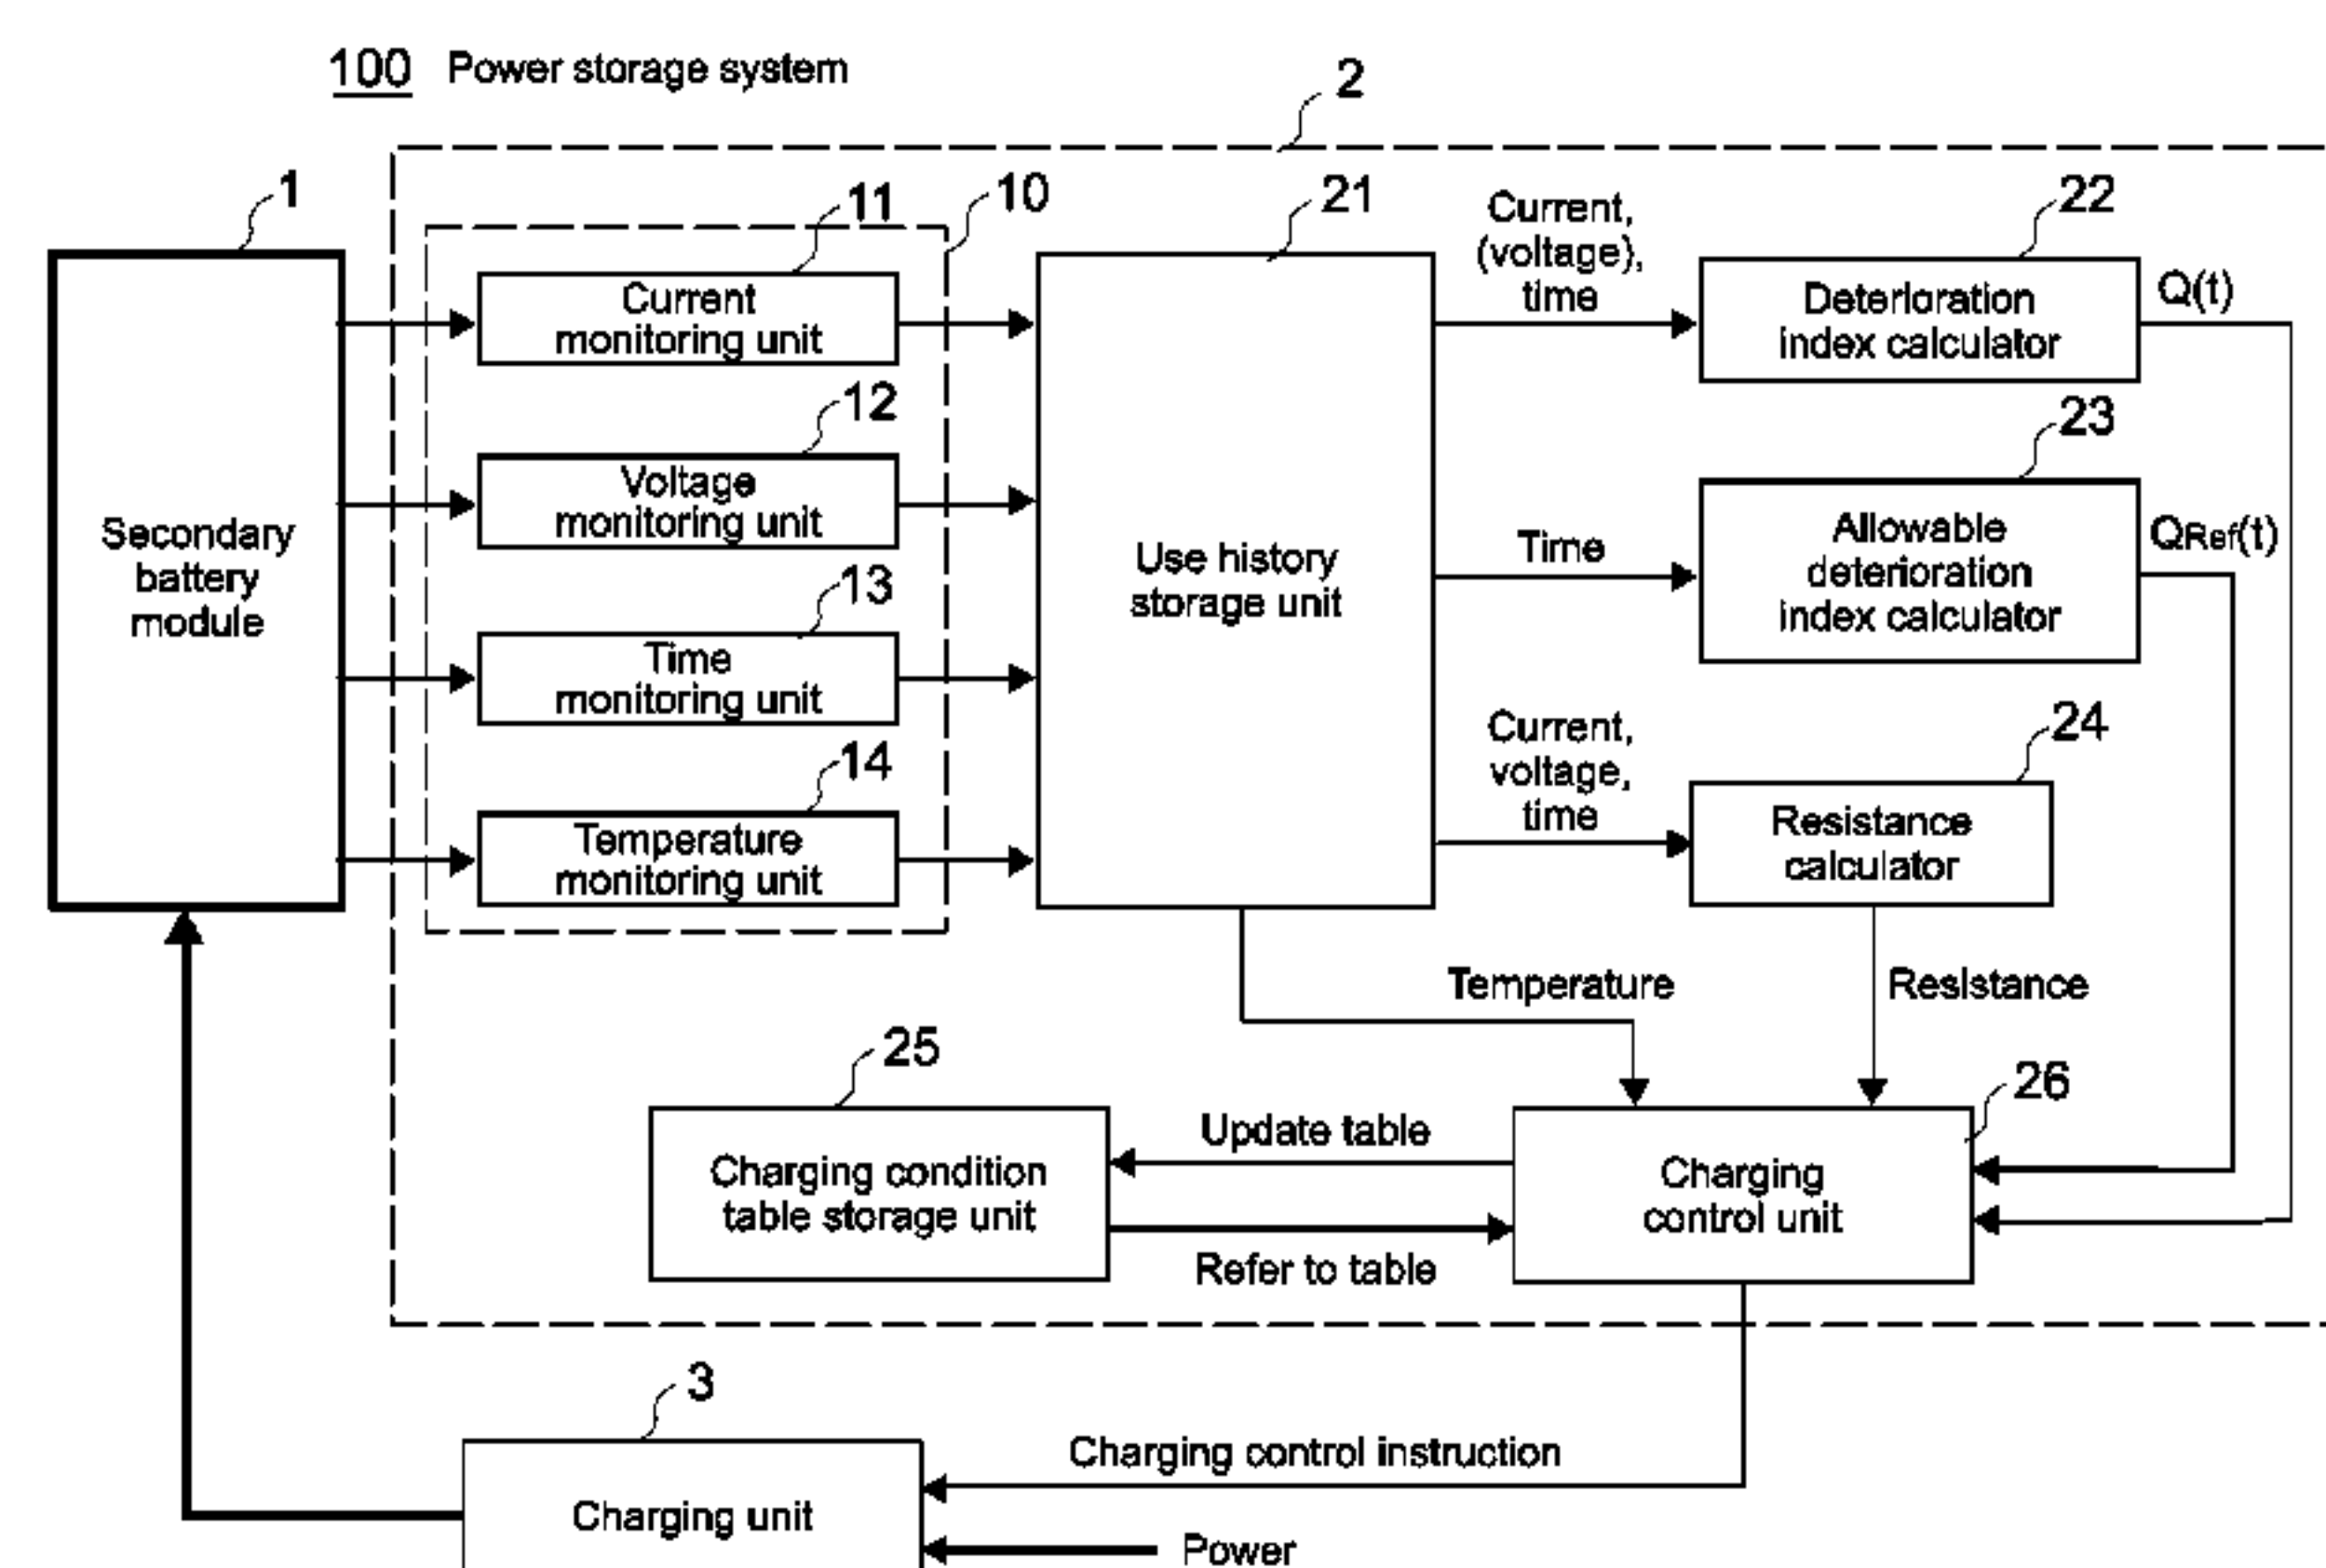 100 Power storage system
2
1
11
10
21
Current,
(voltage),
time
22
Current
monitoring unit
Deterioration
index calculator
Q(t)
12
23
Voltage
monitoring unit
Secondary
battery
module
Use history
storage unit
Time
Allowable
deterioration
index calculator
QRef(t)
13
Time
monitoring unit
14
Current,
voltage,
time
24
Temperature
monitoring unit
Resistance
calculator
Temperature
Resistance
25
26
Charging condition
table storage unit
Update table
Refer to table
Charging
control unit
3
Charging control instruction
Charging unit
Power